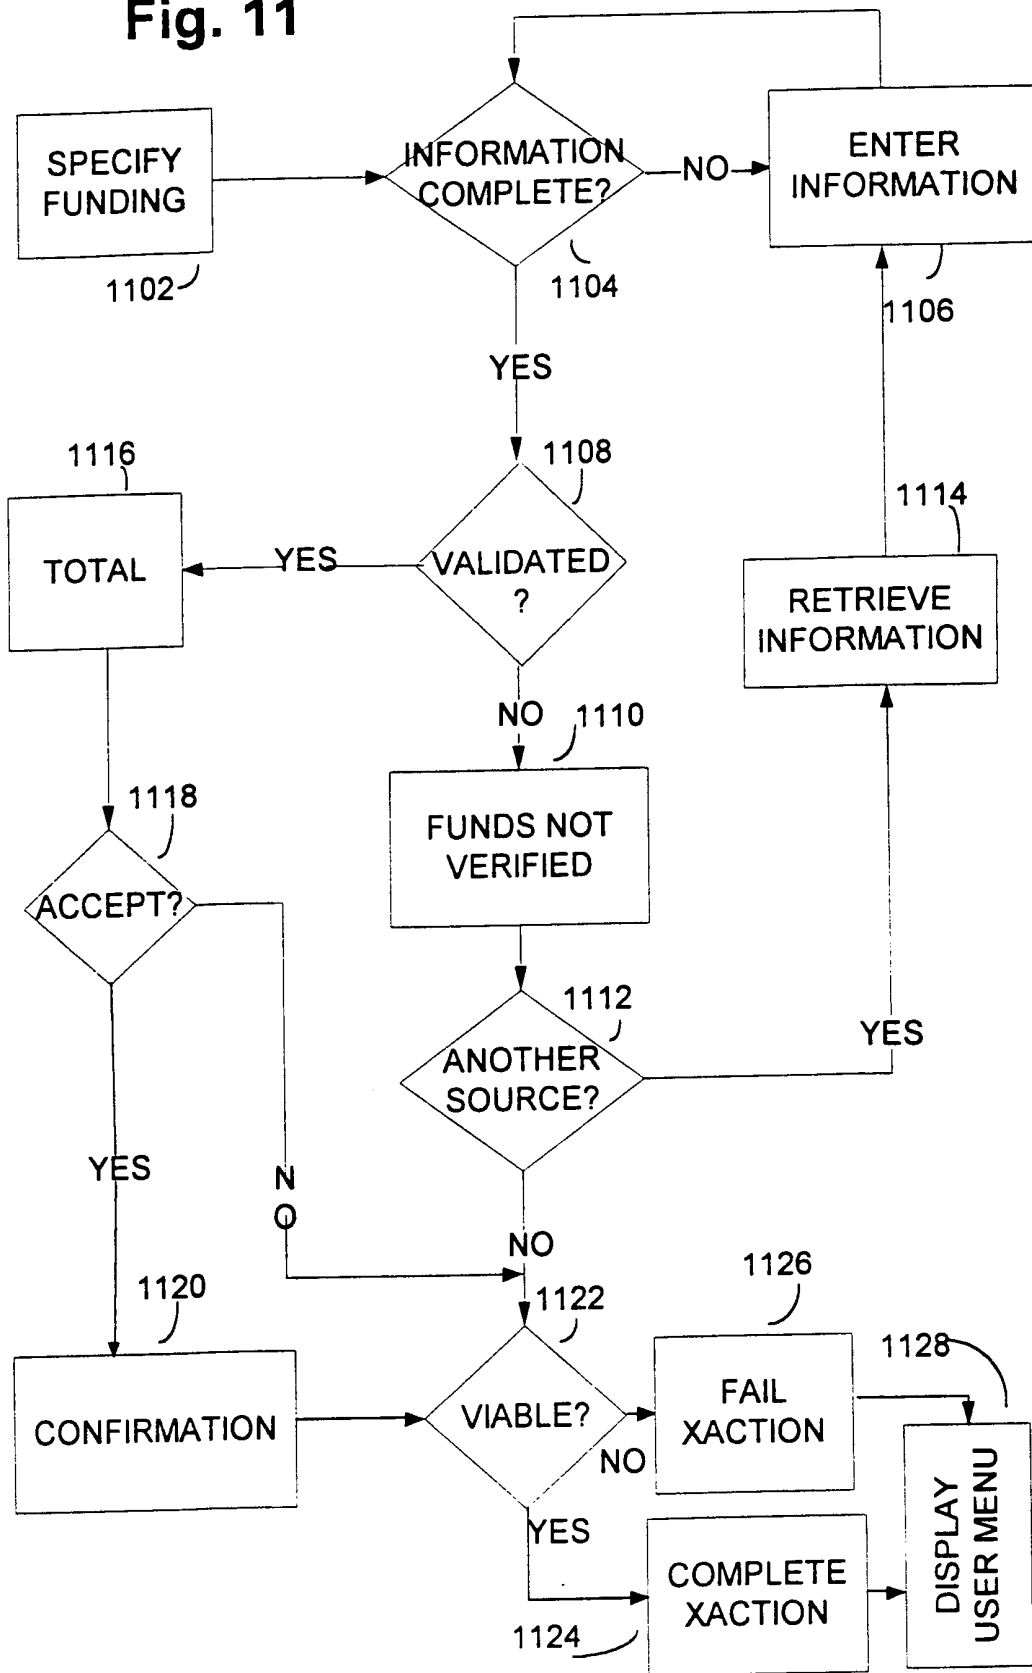 Fig. 11
SPECIFY
FUNDING
1102
INFORMATION
COMPLETE?
1104
NO
ENTER
INFORMATION
1106
YES
1116
TOTAL
YES
1108
VALIDATED
?
1114
RETRIEVE
INFORMATION
NO
1110
FUNDS NOT
VERIFIED
1118
ACCEPT?
1112
ANOTHER
SOURCE?
YES
YES
N
O
NO
1120
CONFIRMATION
1122
VIABLE?
NO
1126
FAIL
XACTION
1128
DISPLAY
USER MENU
YES
COMPLETE
XACTION
1124